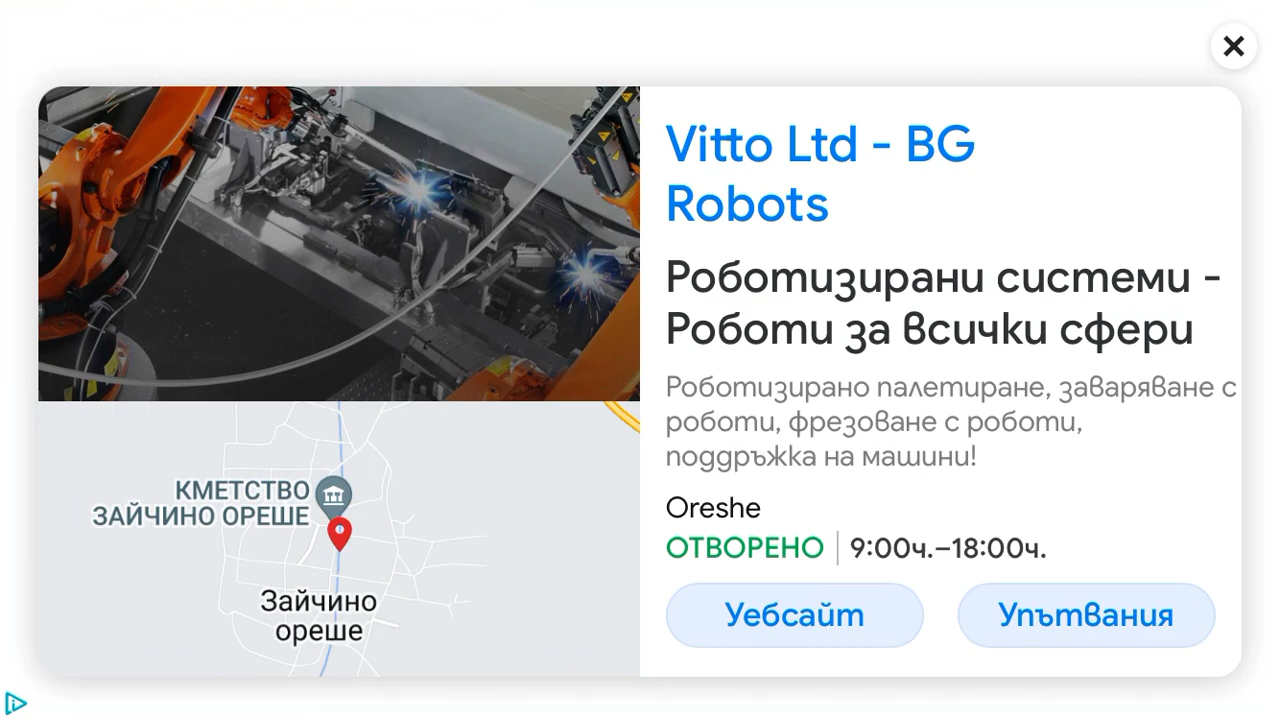 Vitto Ltd - BG
Robots
Роботизирани системи -
Роботи за всички сфери
Роботизирано палетиране, заваряване с
роботи, фрезоване с роботи,
поддръжка на машини!
Oreshe
ОТВОРЕНО | 9:00ч.–18:00ч.
Уебсайт
Упътвания
КМЕТСТВО
ЗАЙЧИНО ОРЕШЕ
Зайчино
ореше